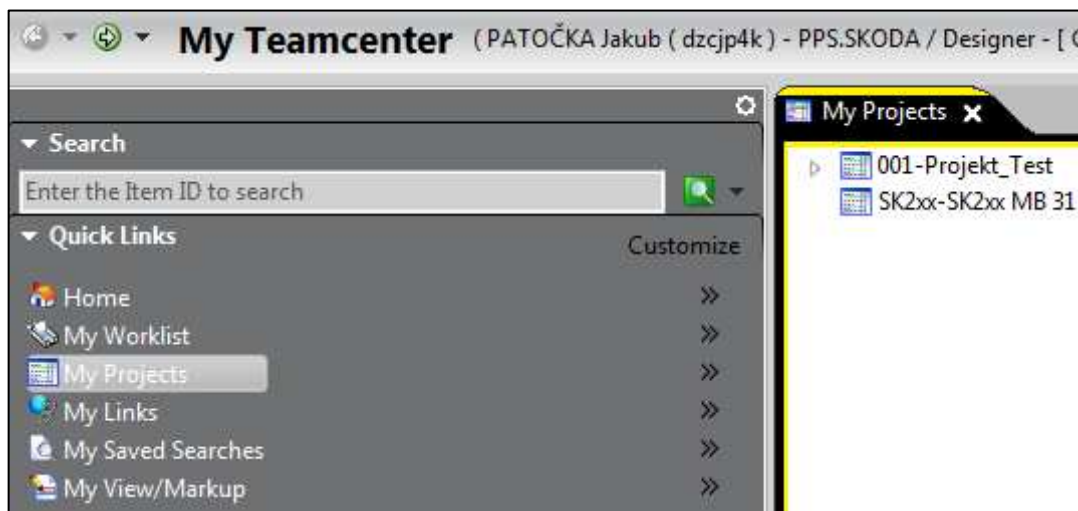 My Teamcenter ( PATOČKA Jakub ( dzcjp4k ) - PPS.SKODA / Designer - [
My Projects
Search
001-Projekt_Test
Enter the Item ID to search
SK2xx-SK2xx MB 31
Quick Links
Customize
Home
My Worklist
My Projects
My Links
My Saved Searches
My View/Markup